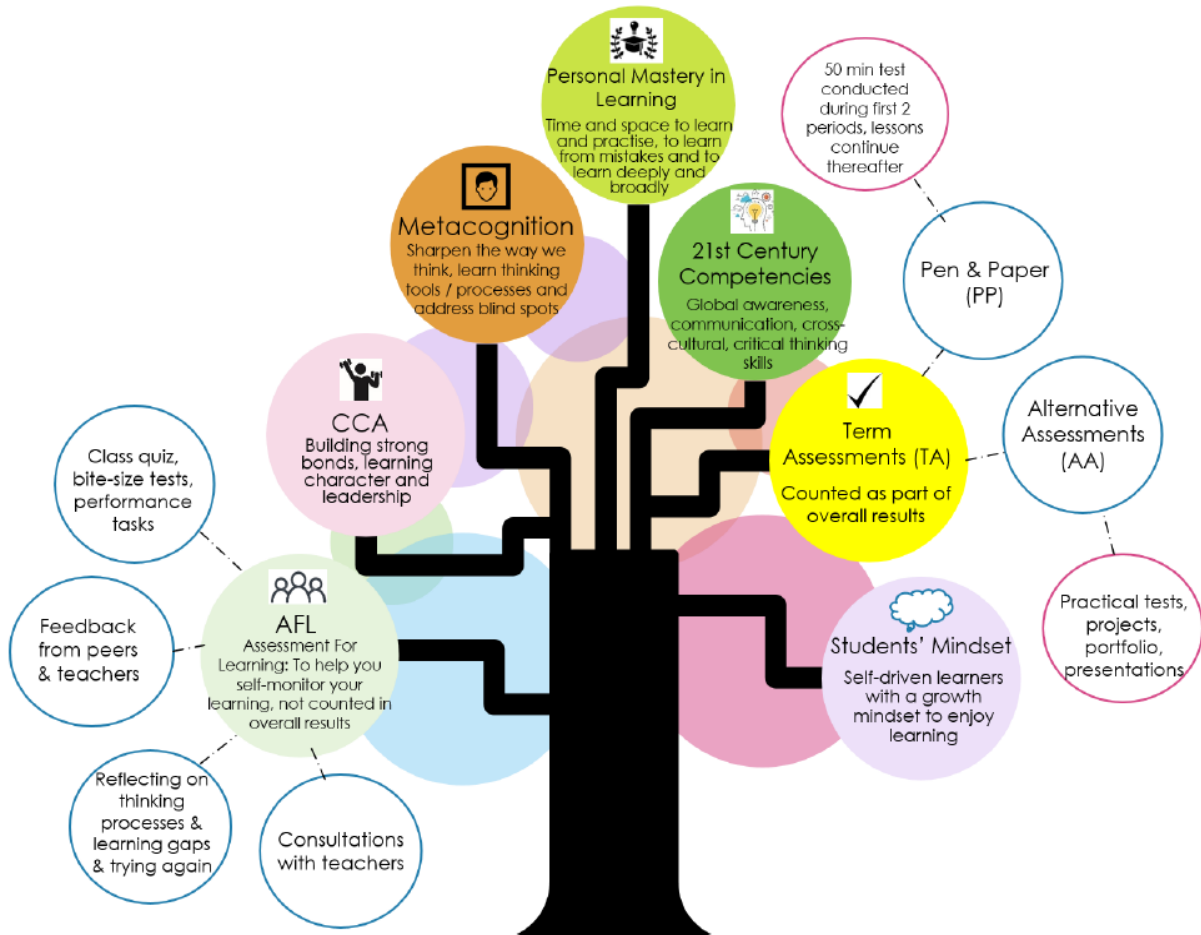 Personal Mastery in
Learning
Time and space to learn
and practise, to learn
from mistakes and to
learn deeply and
broadly
50 min test
conducted
during first 2
periods, lessons
continue
thereafter
Metacognition
Sharpen the way we
think, learn thinking
tools / processes and
address blind spots
21st Century
Competencies
Global awareness,
communication, cross-
cultural, critical thinking
skills
Pen & Paper
(PP)
CCA
Building strong
bonds, learning
character and
leadership
Term
Assessments (TA)
Counted as part of
overall results
Alternative
Assessments
(AA)
Class quiz,
bite-size tests,
performance
tasks
AFL
Assessment For
Learning: To help you
self-monitor your
learning, not counted in
overall results
Feedback
from peers
& teachers
Students' Mindset
Self-driven learners
with a growth
mindset to enjoy
learning
Practical tests,
projects,
portfolio,
presentations
Reflecting on
thinking
processes &
learning gaps
& trying again
Consultations
with teachers